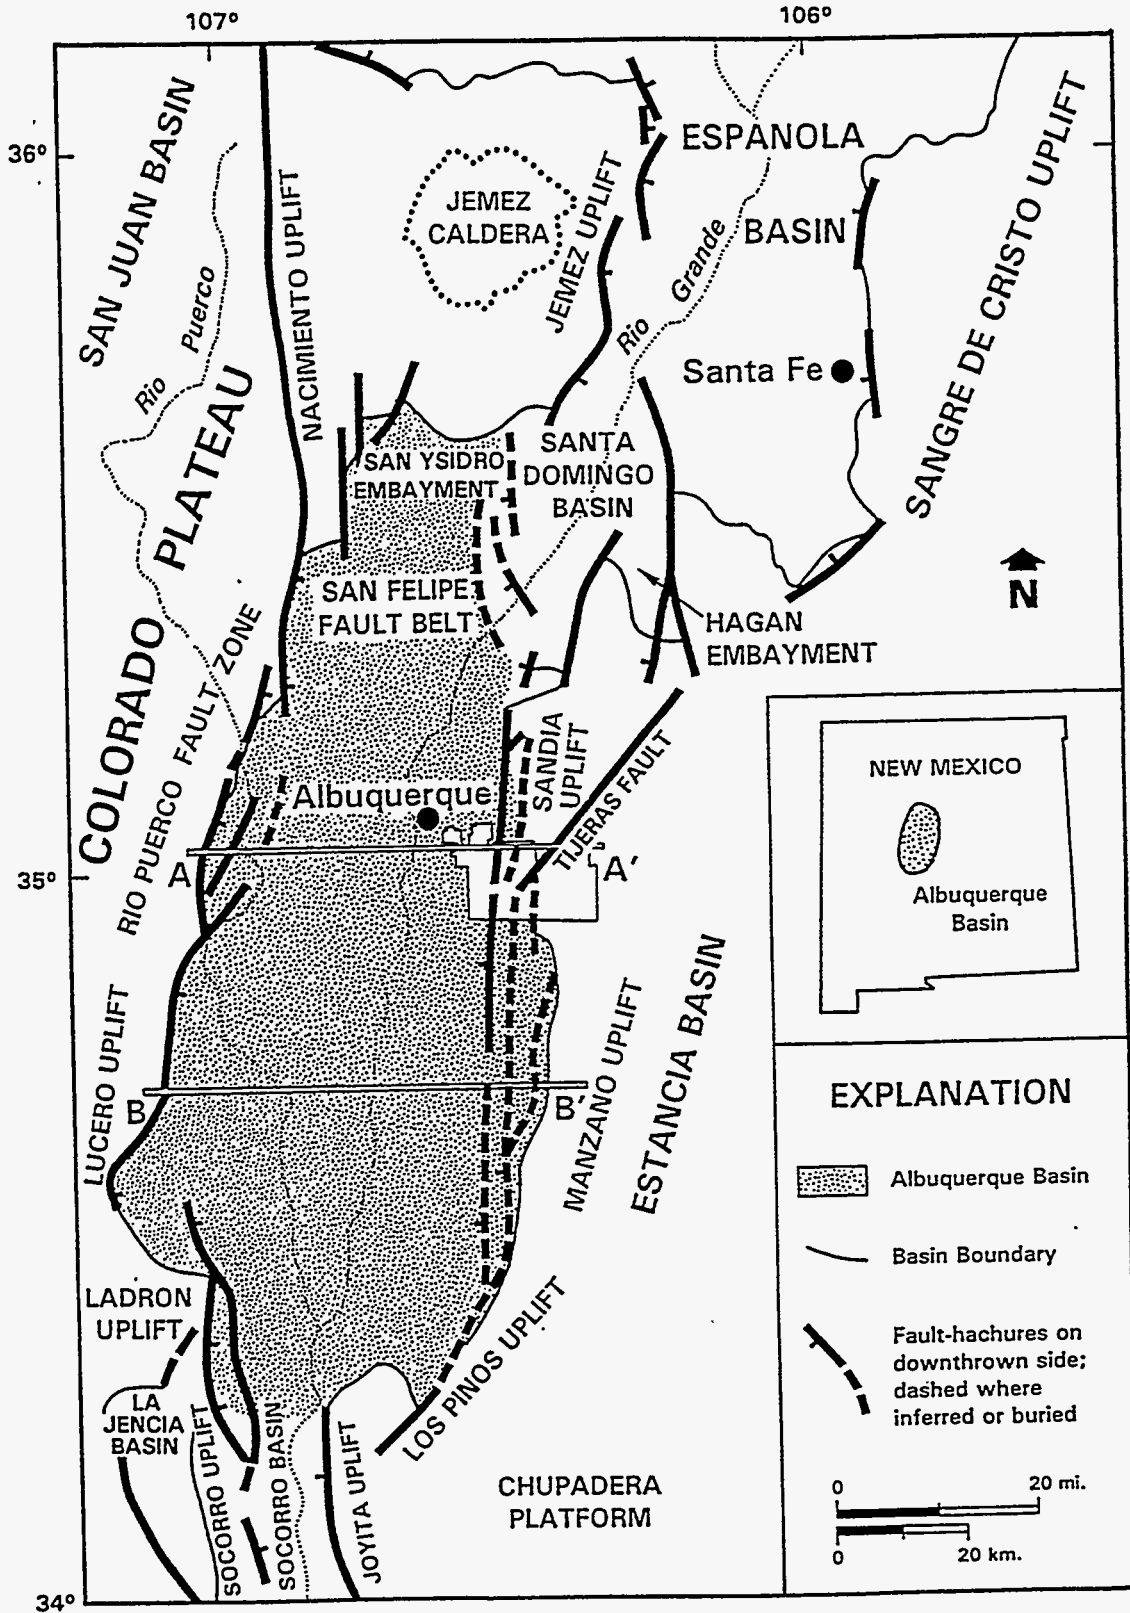 107°
106°
36°
SAN JUAN BASIN
Rio Puerco
NACIMIENTO UPLIFT
JEMEZ
CALDERA
JEMEZ UPLIFT
ESPANOLA
BASIN
Rio Grande
Santa Fe
SANGRE DE CRISTO UPLIFT
COLORADO PLATEAU
SAN YSIDRO
EMBAYMENT
SANTA
DOMINGO
BASIN
SAN FELIPE
FAULT BELT
HAGAN
EMBAYMENT
N
RIO PUERCO FAULT ZONE
Albuquerque
SANDIA
UPLIFT
TIJERAS FAULT
35°
A
A'
LUCERO UPLIFT
B
B'
MANZANO UPLIFT
ESTANCIA BASIN
LADRON
UPLIFT
LA
JENCIA
BASIN
SOCORRO UPLIFT
SOCORRO BASIN
JOYITA UPLIFT
LOS PINOS UPLIFT
CHUPADERA
PLATFORM
34°
NEW MEXICO
Albuquerque
Basin
EXPLANATION
Albuquerque Basin
Basin Boundary
Fault-hachures on
downthrown side;
dashed where
inferred or buried
0 20 mi.
0 20 km.